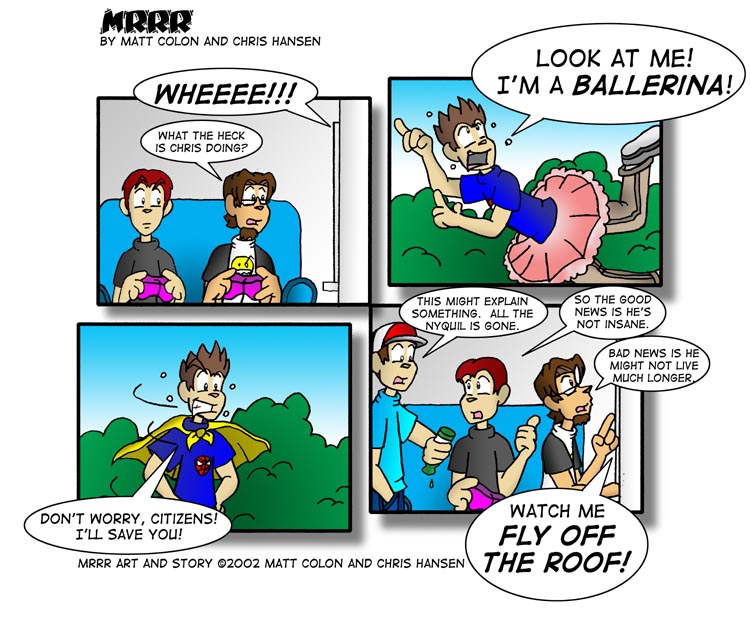 MRRR
BY MATT COLON AND CHRIS HANSEN
WHEEEE!!!
WHAT THE HECK
IS CHRIS DOING?
LOOK AT ME!
I'M A BALLERINA!
DON'T WORRY, CITIZENS!
I'LL SAVE YOU!
THIS MIGHT EXPLAIN
SOMETHING. ALL THE
NYQUIL IS GONE.
SO THE GOOD
NEWS IS HE'S
NOT INSANE.
BAD NEWS IS HE
MIGHT NOT LIVE
MUCH LONGER.
WATCH ME
FLY OFF
THE ROOF!
MRRR ART AND STORY ©2002 MATT COLON AND CHRIS HANSEN